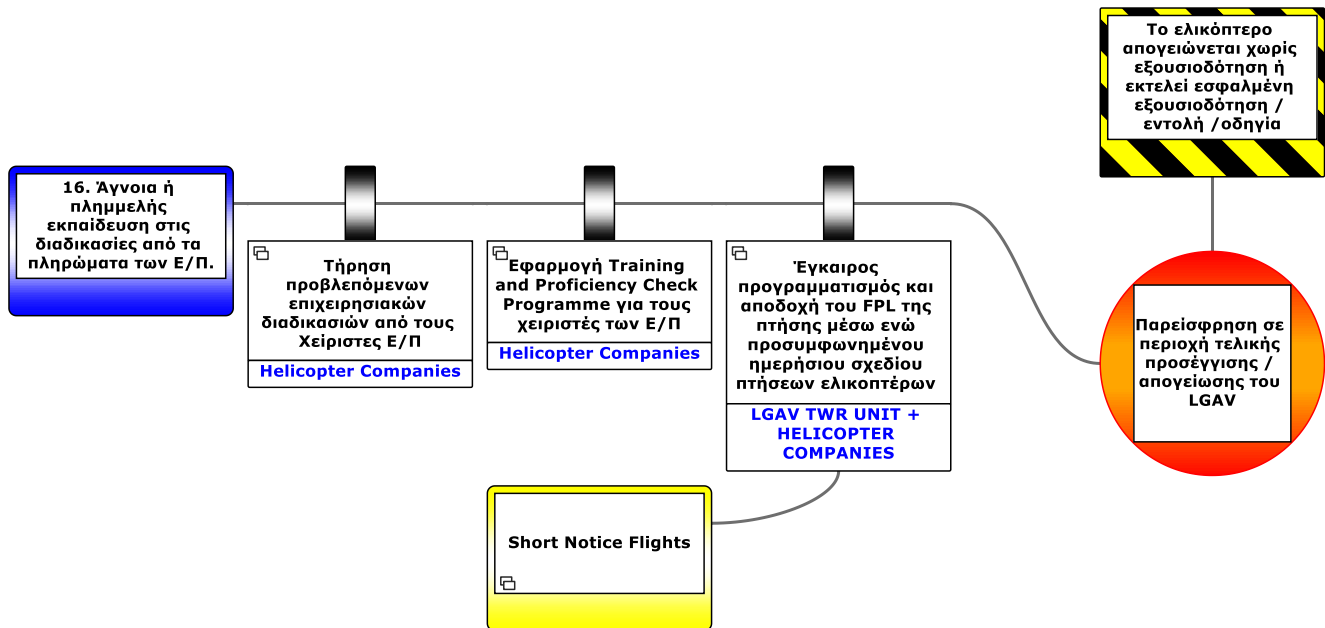 Το ελικόπτερο
απογειώνεται χωρίς
εξουσιοδότηση ή
εκτελεί εσφαλμένη
εξουσιοδότηση /
εντολή /οδηγία
16. Άγνοια ή
πλημμελής
εκπαίδευση στις
διαδικασίες από τα
πληρώματα των Ε/Π.
Τήρηση
προβλεπόμενων
επιχειρησιακών
διαδικασιών από τους
Χείριστες Ε/Π
Helicopter Companies
Εφαρμογή Training
and Proficiency Check
Programme για τους
χειριστές των Ε/Π
Helicopter Companies
Έγκαιρος
προγραμματισμός και
αποδοχή του FPL της
πτήσης μέσω ενώ
προσυμφωνημένου
ημερήσιου σχεδίου
πτήσεων ελικοπτέρων
LGAV TWR UNIT +
HELICOPTER
COMPANIES
Παρείσφρηση σε
περιοχή τελικής
προσέγγισης /
απογείωσης του
LGAV
Short Notice Flights